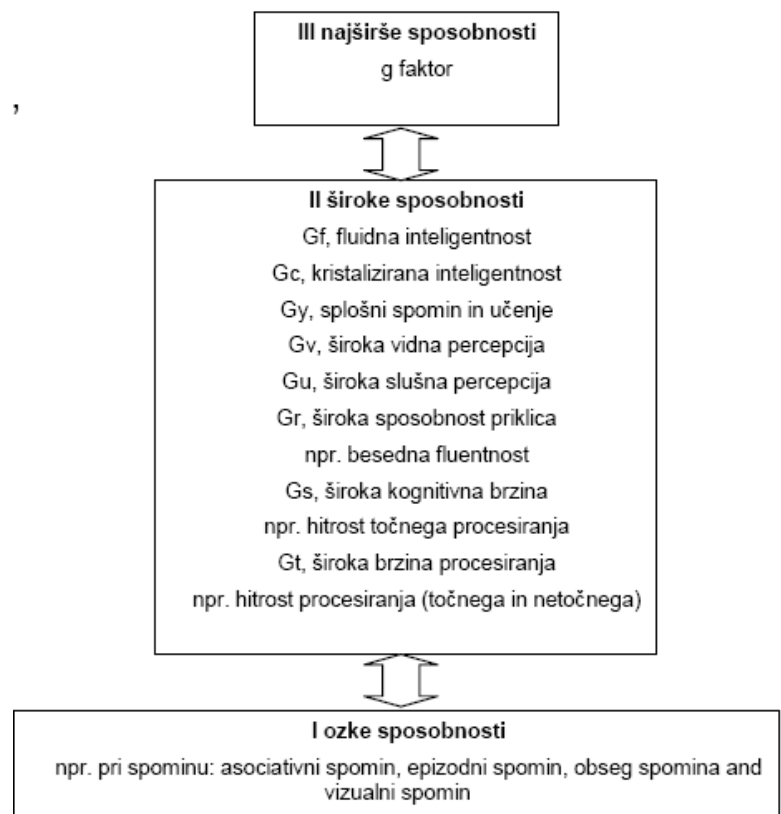 III najširše sposobnosti
g faktor
,
II široke sposobnosti
Gf, fluidna inteligentnost
Gc, kristalizirana inteligentnost
Gy, splošni spomin in učenje
Gv, široka vidna percepcija
Gu, široka slušna percepcija
Gr, široka sposobnost priklica
npr. besedna fluentnost
Gs, široka kognitivna brzina
npr. hitrost točnega procesiranja
Gt, široka brzina procesiranja
npr. hitrost procesiranja (točnega in netočnega)
I ozke sposobnosti
npr. pri spominu: asociativni spomin, epizodni spomin, obseg spomina and
vizualni spomin